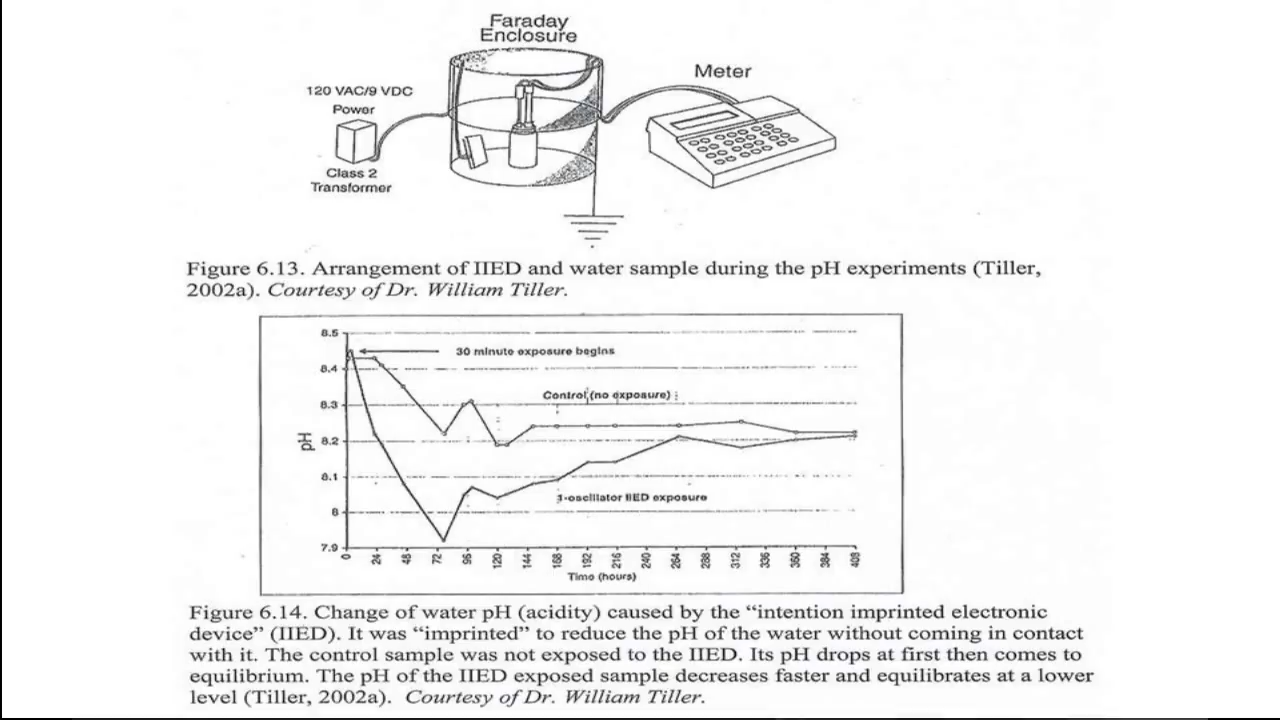 Faraday
Enclosure
Meter
120 VAC/9 VDC
Power
Class 2
Transformer
Figure 6.13. Arrangement of IIED and water sample during the pH experiments (Tiller,
2002a). Courtesy of Dr. William Tiller.
8.5
30 minute exposure begins
8.4
Control (no exposure)
8.3
pH
8.2
8.1
1-oscillator IIED exposure
8
7.9
0 24 48 72 96 120 144 168 192 216 240 264 288 312 336 360 384 408
Time (hours)
Figure 6.14. Change of water pH (acidity) caused by the “intention imprinted electronic
device” (IIED). It was “imprinted” to reduce the pH of the water without coming in contact
with it. The control sample was not exposed to the IIED. Its pH drops at first then comes to
equilibrium. The pH of the IIED exposed sample decreases faster and equilibrates at a lower
level (Tiller, 2002a). Courtesy of Dr. William Tiller.